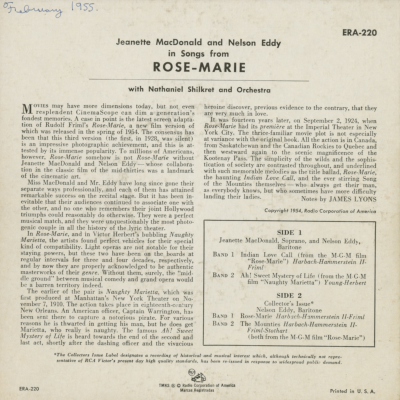 February 1955.
ERA-220
Jeanette MacDonald and Nelson Eddy
in Songs from
ROSE-MARIE
with Nathaniel Shilkret and Orchestra
MOVIES may have more dimensions today, but not even
resplendent CinemaScope can dim a generation's
fondest memories. A case in point is the latest screen adapta-
tion of Rudolf Friml's Rose-Marie, a new film version of
which was released in the spring of 1954. The consensus has
been that this third version (the first, in 1928, was silent)
is an impressive photographic achievement, and this is at-
tested by its immense popularity. To millions of Americans,
however, Rose-Marie somehow is not Rose-Marie without
Jeanette MacDonald and Nelson Eddy—whose collabora-
tion in the classic film of the mid-thirties was a landmark
of the cinematic art.
Miss MacDonald and Mr. Eddy have long since gone their
separate ways professionally, and each of them has attained
remarkable success on the recital stage. But it has been in-
evitable that their audiences continued to associate one with
the other, and no one who remembers their joint Hollywood
triumphs could reasonably do otherwise. They were a perfect
musical match, and they were unquestionably the most photo-
genic couple in all the history of the lyric theater.
In Rose-Marie, and in Victor Herbert's bubbling Naughty
Marietta, the artists found perfect vehicles for their special
kind of compatibility. Light operas are not notable for their
staying powers, but these two have been on the boards at
regular intervals for three and four decades, respectively,
and by now they are properly acknowledged to be authentic
masterworks of their genre. Without them, surely, the "mid-
dle ground" between musical comedy and grand opera would
be a barren territory indeed.
The earlier of the pair is Naughty Marietta, which was
first produced at Manhattan's New York Theater on No-
vember 7, 1910. The action takes place in eighteenth-century
New Orleans. An American officer, Captain Warrington, has
been sent there to capture a notorious pirate. For various
reasons he is thwarted in getting his man, but he does get
Marietta, who really is naughty. The famous Ah! Sweet
Mystery of Life is heard towards the end of the second and
last act, shortly after the dashing officer and his vivacious
heroine discover, previous evidence to the contrary, that they
are very much in love.
It was fourteen years later, on September 2, 1924, when
Rose-Marie had its premiere at the Imperial Theater in New
York City. The thrice-familiar movie plot is not especially
at variance with the original book. All the action is in Canada,
from Saskatchewan and the Canadian Rockies to Quebec and
then westward again, to the scenic magnificence of the
Kootenay Pass. The simplicity of the wilds and the sophis-
tication of society are contrasted throughout, and underlined
with such memorable melodies as the title ballad, Rose-Marie,
the haunting Indian Love Call, and the ever stirring Song
of the Mounties themselves—who always get their man,
as everybody knows, but who sometimes have more difficulty
landing their ladies.
Notes by JAMES LYONS
Copyright 1954, Radio Corporation of America
SIDE 1
Jeanette MacDonald, Soprano, and Nelson Eddy,
Baritone
BAND 1 Indian Love Call (from the M-G-M film
"Rose-Marie") Harbach-Hammerstein II-
Friml
BAND 2 Ah! Sweet Mystery of Life (from the M-G-M
film "Naughty Marietta") Young-Herbert
SIDE 2
Collector's Issue*
Nelson Eddy, Baritone
BAND 1 Rose-Marie Harbach-Hammerstein II-Friml
BAND 2 The Mounties Harbach-Hammerstein II-
Friml-Stothart
(both from the M-G-M film "Rose-Marie")
*The Collectors Issue Label designates a recording of historical and musical interest which, although technically not repre-
sentative of RCA Victor's present day high quality standards, has been re-issued in response to widespread public demand.
ERA-220
TMKS ® © Radio Corporation of America
Marcas Registradas
Printed in U. S. A.